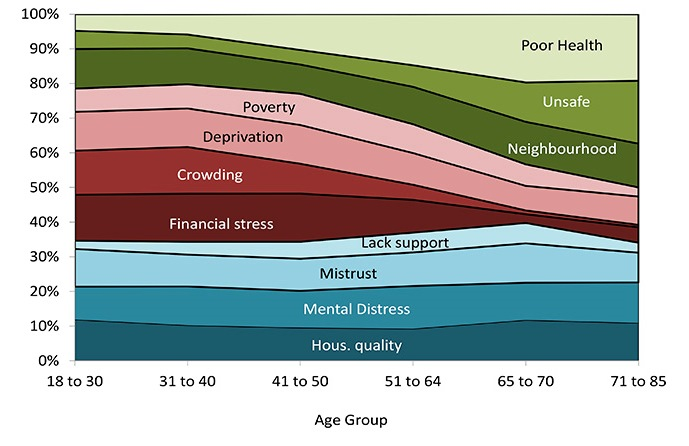 100%
90%
80%
70%
60%
50%
40%
30%
20%
10%
0%
Poor Health
Unsafe
Poverty
Deprivation
Neighbourhood
Crowding
Financial stress
Lack support
Mistrust
Mental Distress
Hous. quality
18 to 30 31 to 40 41 to 50 51 to 64 65 to 70 71 to 85
Age Group